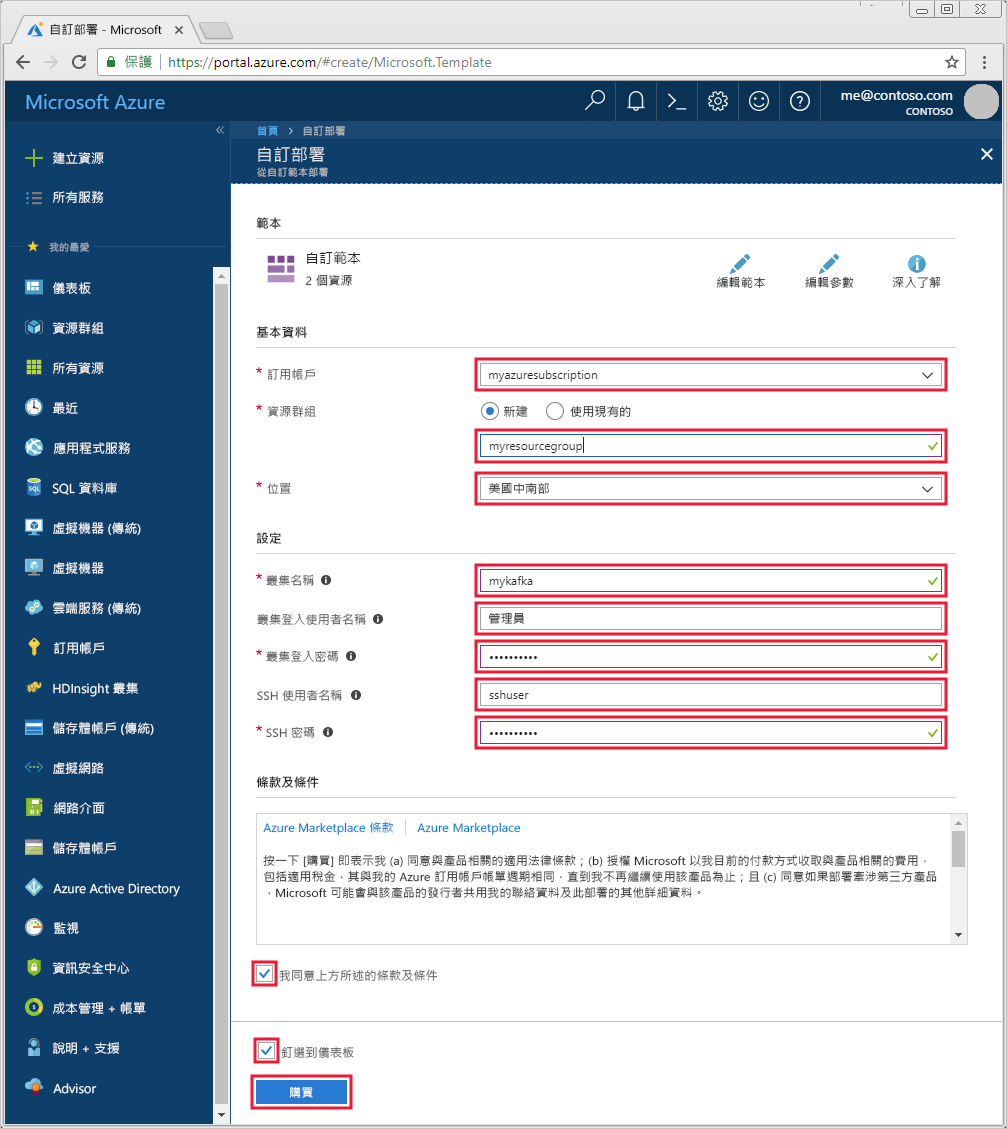 自訂部署 - Microsoft
保護 https://portal.azure.com/#create/Microsoft.Template
Microsoft Azure
me@contoso.com
CONTOSO
建立資源
所有服務
我的最愛
儀表板
資源群組
所有資源
最近
應用程式服務
SQL 資料庫
虛擬機器 (傳統)
虛擬機器
雲端服務 (傳統)
訂用帳戶
HDInsight 叢集
儲存體帳戶 (傳統)
虛擬網路
網路介面
儲存體帳戶
Azure Active Directory
監視
資訊安全中心
成本管理 + 帳單
說明 + 支援
Advisor
首頁 > 自訂部署
自訂部署
從自訂範本部署
範本
自訂範本
2 個資源
編輯範本 編輯參數 深入了解
基本資料
* 訂用帳戶 myazuresubscription
* 資源群組 新建 使用現有的
myresourcegroup
* 位置 美國中南部
設定
* 叢集名稱 mykafka
叢集登入使用者名稱 管理員
* 叢集登入密碼 ••••••••••
SSH 使用者名稱 sshuser
* SSH 密碼 ••••••••••
條款及條件
Azure Marketplace 條款 Azure Marketplace
按一下 [購買] 即表示我 (a) 同意與產品相關的適用法律條款；(b) 授權 Microsoft 以我目前的付款方式收取與產品相關的費用，
包括適用稅金，其與我的 Azure 訂用帳戶帳單週期相同，直到我不再繼續使用該產品為止；且 (c) 同意如果部署牽涉第三方產品
，Microsoft 可能會與該產品的發行者共用我的聯絡資料及此部署的其他詳細資料。
我同意上方所述的條款及條件
釘選到儀表板
購買